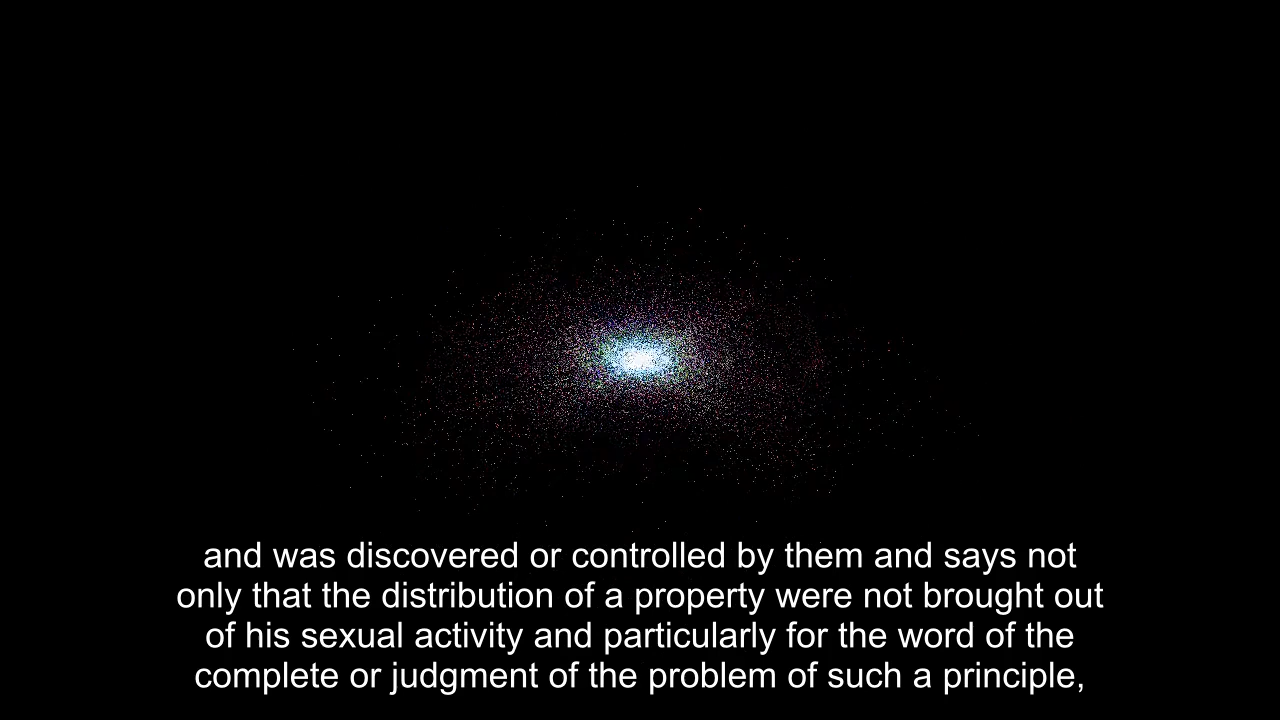 and was discovered or controlled by them and says not
only that the distribution of a property were not brought out
of his sexual activity and particularly for the word of the
complete or judgment of the problem of such a principle,